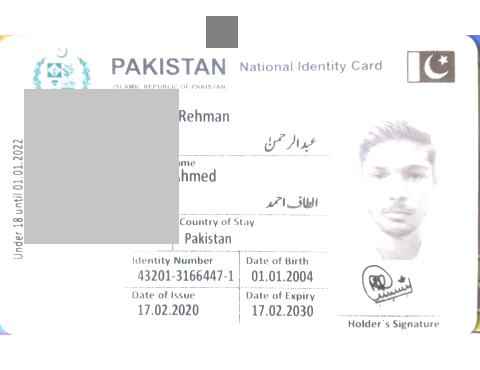 PAKISTAN National Identity Card
ISLAMIC REPUBLIC OF PAKISTAN
Rehman
عبدالرحمن
الطاف احمد
Country of Stay
Pakistan
Identity Number Date of Birth
43201-3166447-1 01.01.2004
Date of Issue Date of Expiry
17.02.2020 17.02.2030
Holder's Signature
Under 18 until 01.01.2022